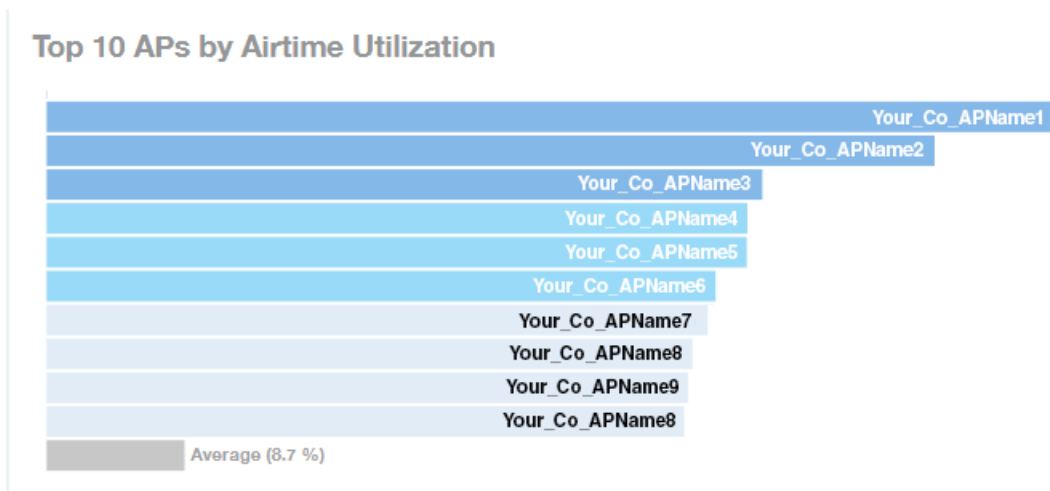 Top 10 APs by Airtime Utilization
Your_Co_APName1
Your_Co_APName2
Your_Co_APName3
Your_Co_APName4
Your_Co_APName5
Your_Co_APName6
Your_Co_APName7
Your_Co_APName8
Your_Co_APName9
Your_Co_APName8
Average (8.7 %)